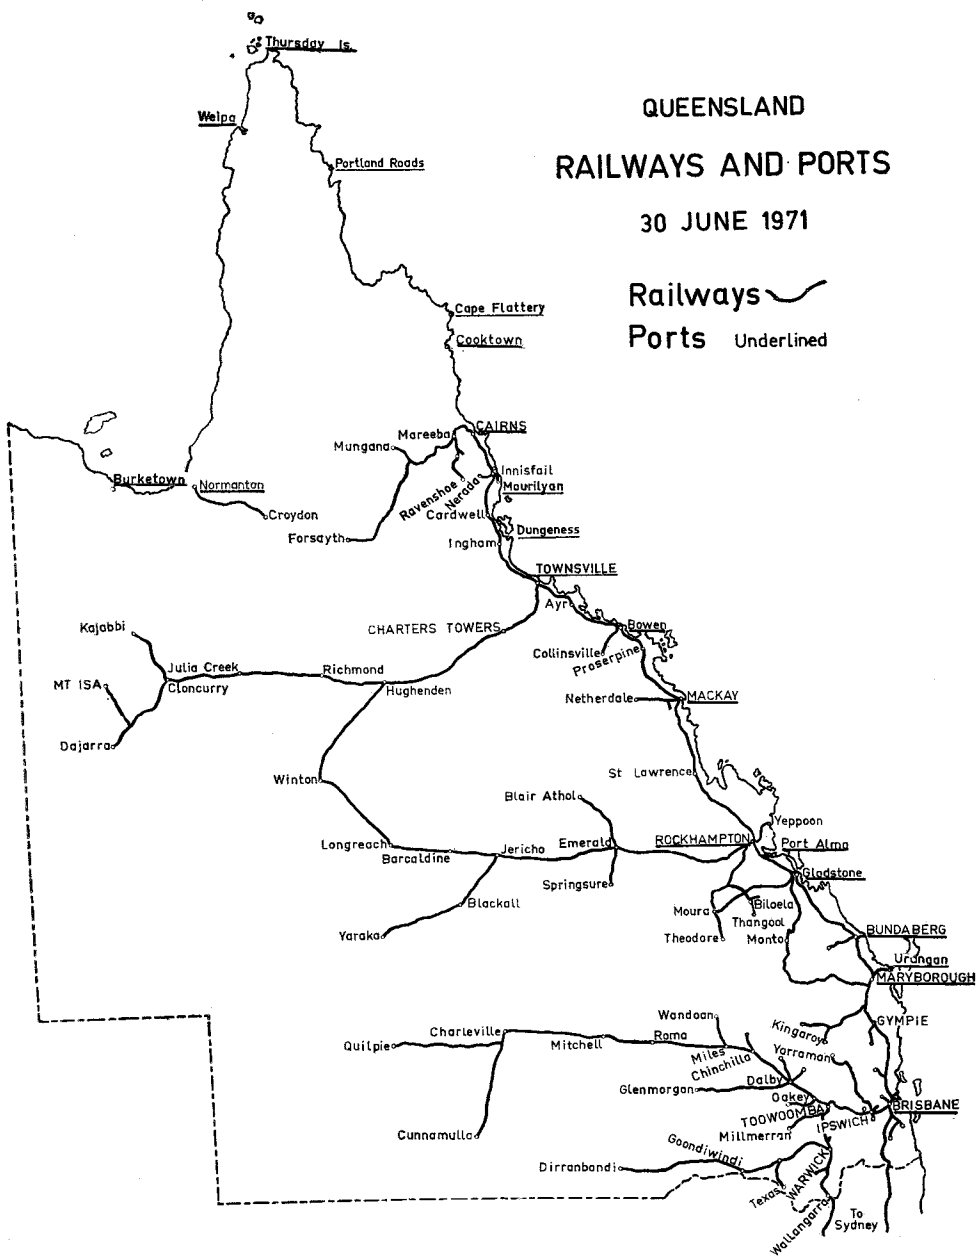 Thursday Is.
QUEENSLAND
RAILWAYS AND PORTS
30 JUNE 1971
Railways
Ports Underlined
Weipa
Portland Roads
Cape Flattery
Cooktown
CAIRNS
Mareeba
Mungana
Innisfail
Mourilyan
Ravenshoe
Nerada
Burketown
Normanton
Croydon
Cardwell
Dungeness
Forsayth
Ingham
TOWNSVILLE
Ayr
CHARTERS TOWERS
Bowen
Kajabbi
Collinsville
Proserpine
Julia Creek
Richmond
MT ISA
Cloncurry
Hughenden
Netherdale
MACKAY
Dajarra
Winton
St Lawrence
Blair Athol
Yeppoon
Longreach
Barcaldine
Jericho
Emerald
ROCKHAMPTON
Port Alma
Gladstone
Springsure
Blackall
Moura
Biloela
Thangool
Yaraka
Theodore
Monto
BUNDABERG
Urangan
MARYBOROUGH
Wandoan
Kingaroy
GYMPIE
Charleville
Mitchell
Roma
Quilpie
Miles
Chinchilla
Yarraman
Dalby
Glenmorgan
Oakey
BRISBANE
TOOWOOMBA
IPSWICH
Cunnamulla
Millmerran
Goondiwindi
WARWICK
Dirranbandi
Texas
Wallangarra
To
Sydney